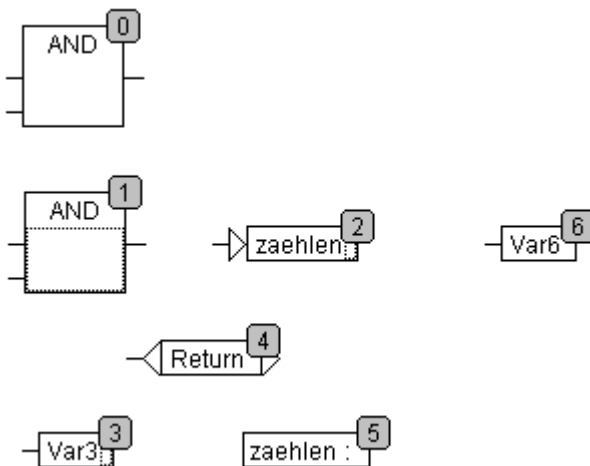 AND 0
AND 1
zaehlen 2
Var6 6
Return 4
Var3 3
zaehlen : 5